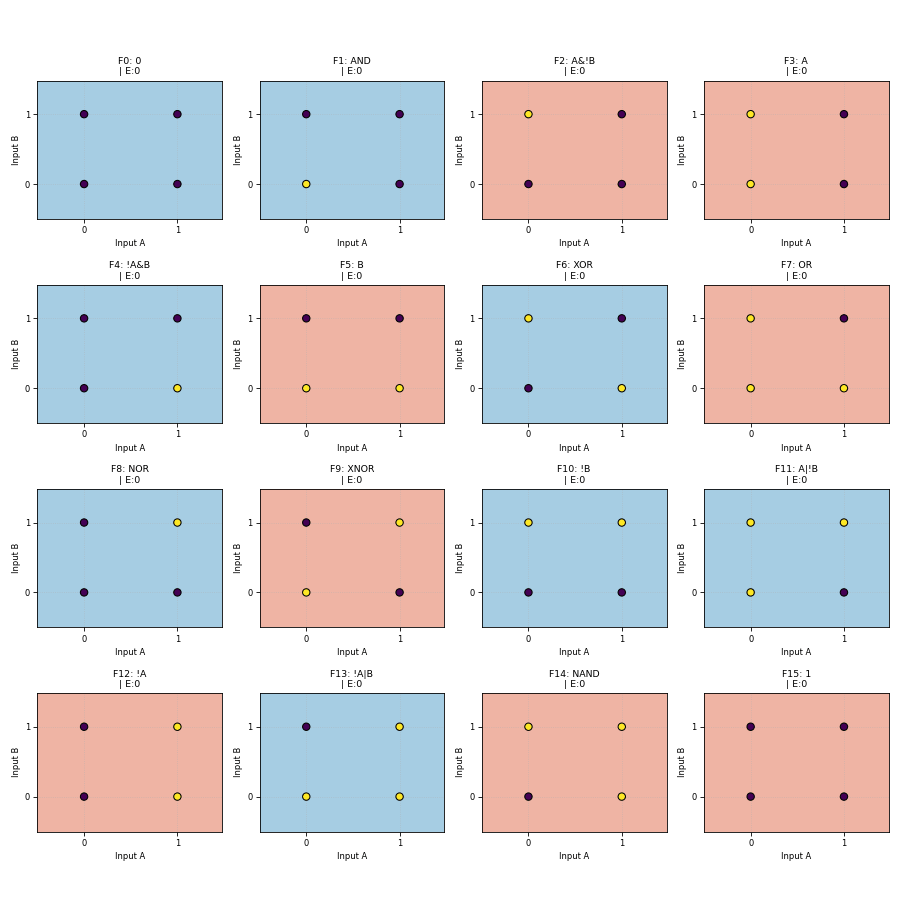 F0: 0
| E:0
F1: AND
| E:0
F2: A&!B
| E:0
F3: A
| E:0
Input B
1
0
0
1
Input A
Input B
1
0
0
1
Input A
Input B
1
0
0
1
Input A
Input B
1
0
0
1
Input A
F4: !A&B
| E:0
F5: B
| E:0
F6: XOR
| E:0
F7: OR
| E:0
Input B
1
0
0
1
Input A
Input B
1
0
0
1
Input A
Input B
1
0
0
1
Input A
Input B
1
0
0
1
Input A
F8: NOR
| E:0
F9: XNOR
| E:0
F10: !B
| E:0
F11: A|!B
| E:0
Input B
1
0
0
1
Input A
Input B
1
0
0
1
Input A
Input B
1
0
0
1
Input A
Input B
1
0
0
1
Input A
F12: !A
| E:0
F13: !A|B
| E:0
F14: NAND
| E:0
F15: 1
| E:0
Input B
1
0
0
1
Input A
Input B
1
0
0
1
Input A
Input B
1
0
0
1
Input A
Input B
1
0
0
1
Input A